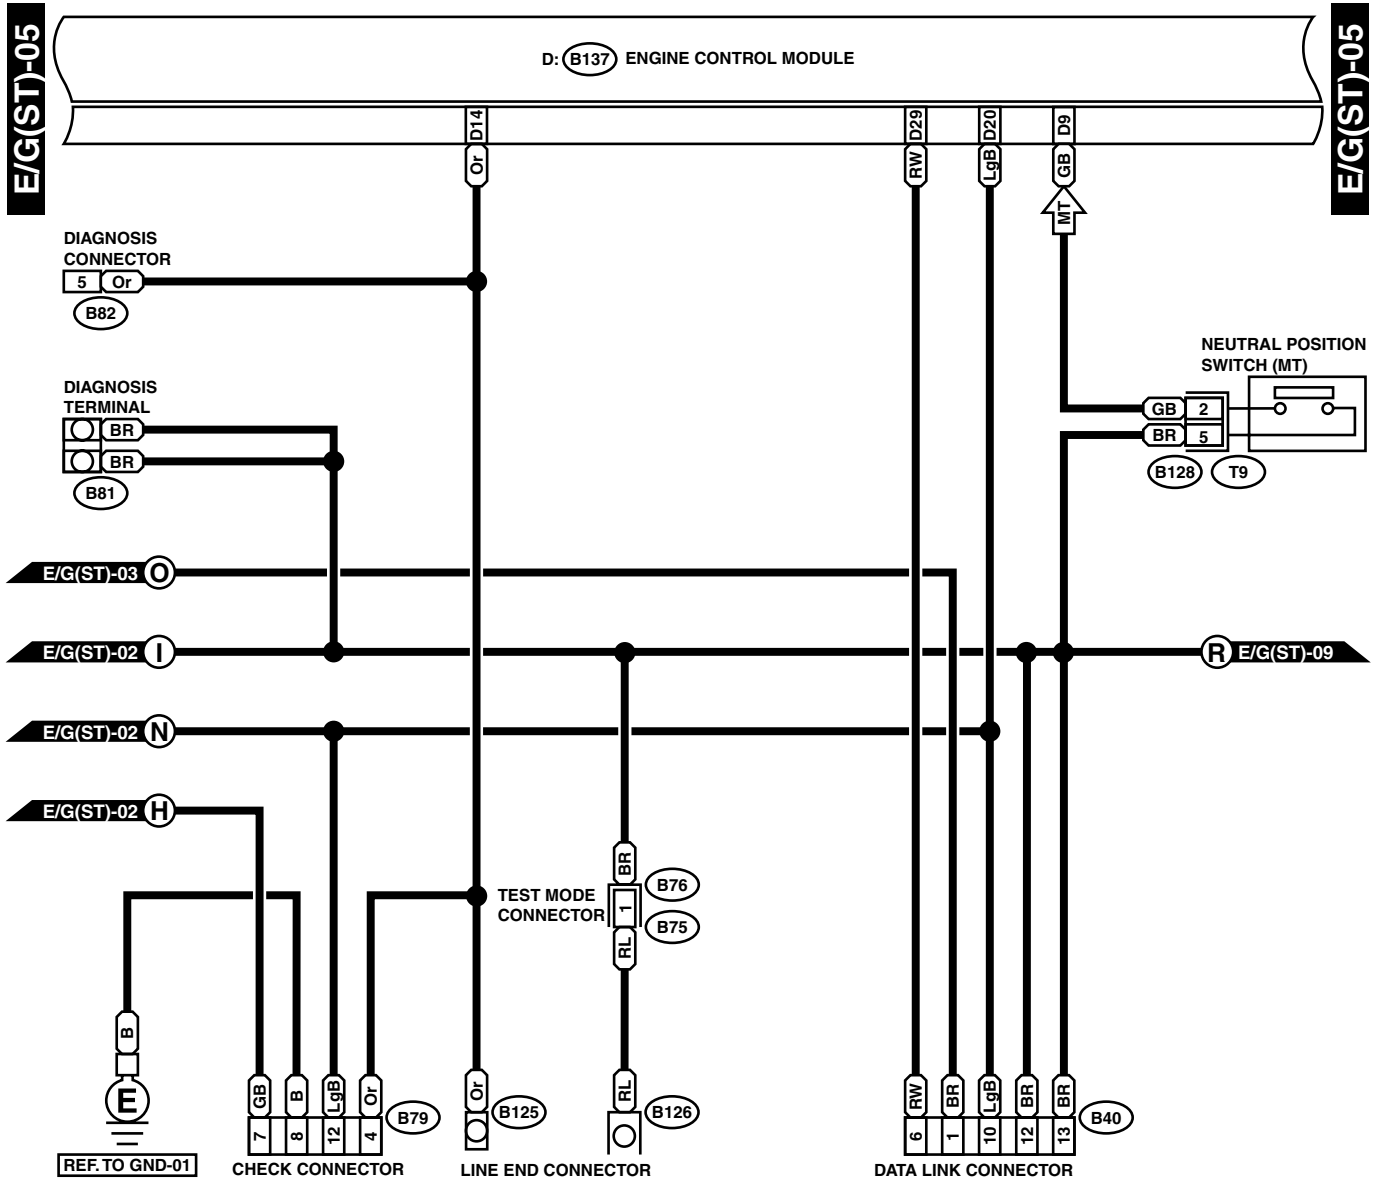 E/G(ST)-05
E/G(ST)-05
D: B137 ENGINE CONTROL MODULE
D14
D29
D20
D9
Or
RW
LgB
GB
MT
DIAGNOSIS
CONNECTOR
5 Or
B82
NEUTRAL POSITION
SWITCH (MT)
DIAGNOSIS
TERMINAL
BR
BR
B81
GB 2
BR 5
B128 T9
E/G(ST)-03 O
E/G(ST)-02 I
R E/G(ST)-09
E/G(ST)-02 N
E/G(ST)-02 H
BR
B76
TEST MODE
CONNECTOR
1
B75
RL
B
E
REF. TO GND-01
GB B LgB Or
7 8 12 4
B79
CHECK CONNECTOR
Or
B125
RL
B126
LINE END CONNECTOR
RW BR LgB BR BR
6 1 10 12 13
B40
DATA LINK CONNECTOR